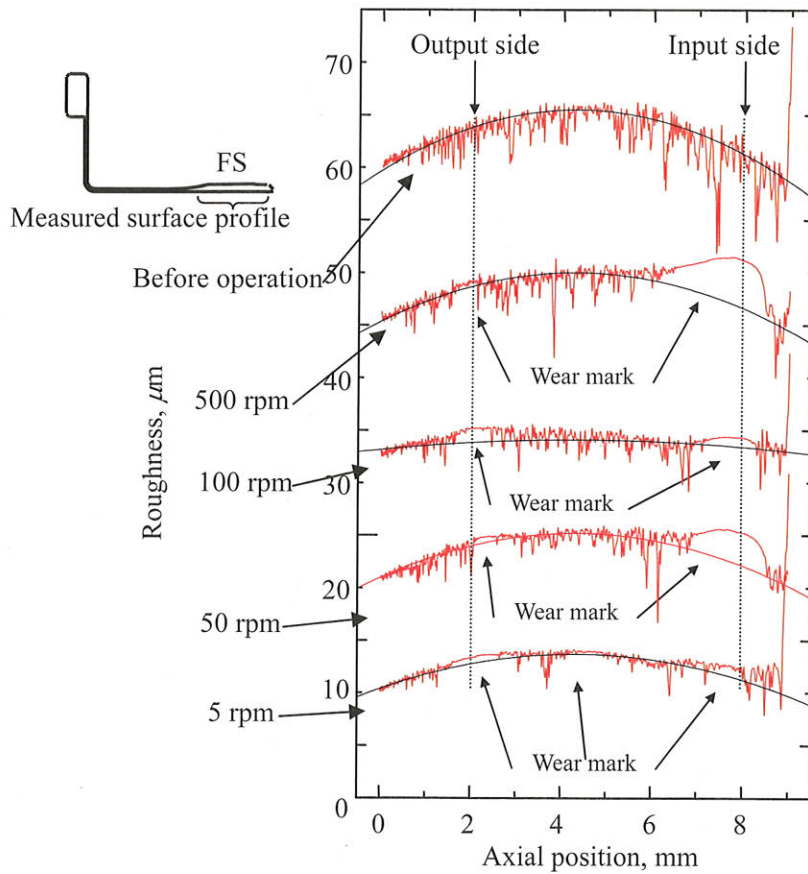 Output side
Input side
FS
Measured surface profile
Before operation
500 rpm
100 rpm
50 rpm
5 rpm
Wear mark
Wear mark
Wear mark
Wear mark
Roughness, μm
70
60
50
40
30
20
10
0
0
2
4
6
8
Axial position, mm